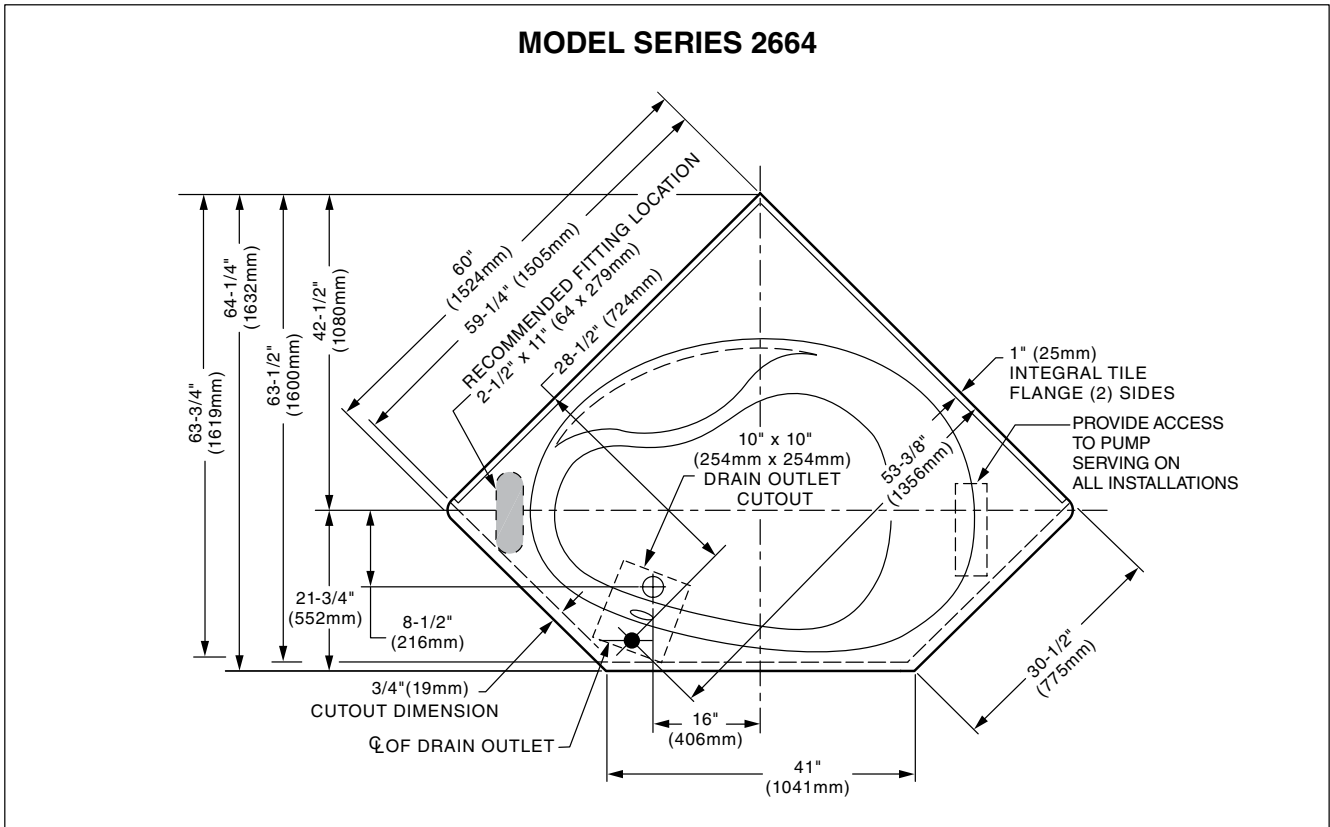 MODEL SERIES 2664
60"
(1524mm)
59-1/4" (1505mm)
RECOMMENDED FITTING LOCATION
2-1/2" x 11" (64 x 279mm)
28-1/2" (724mm)
63-3/4"
(1619mm)
64-1/4"
(1632mm)
63-1/2"
(1600mm)
42-1/2"
(1080mm)
1" (25mm)
INTEGRAL TILE
FLANGE (2) SIDES
PROVIDE ACCESS
TO PUMP
SERVING ON
ALL INSTALLATIONS
10" x 10"
(254mm x 254mm)
DRAIN OUTLET
CUTOUT
53-3/8"
(1356mm)
21-3/4"
(552mm)
8-1/2"
(216mm)
3/4"(19mm)
CUTOUT DIMENSION
℄ OF DRAIN OUTLET
16"
(406mm)
41"
(1041mm)
30-1/2"
(775mm)